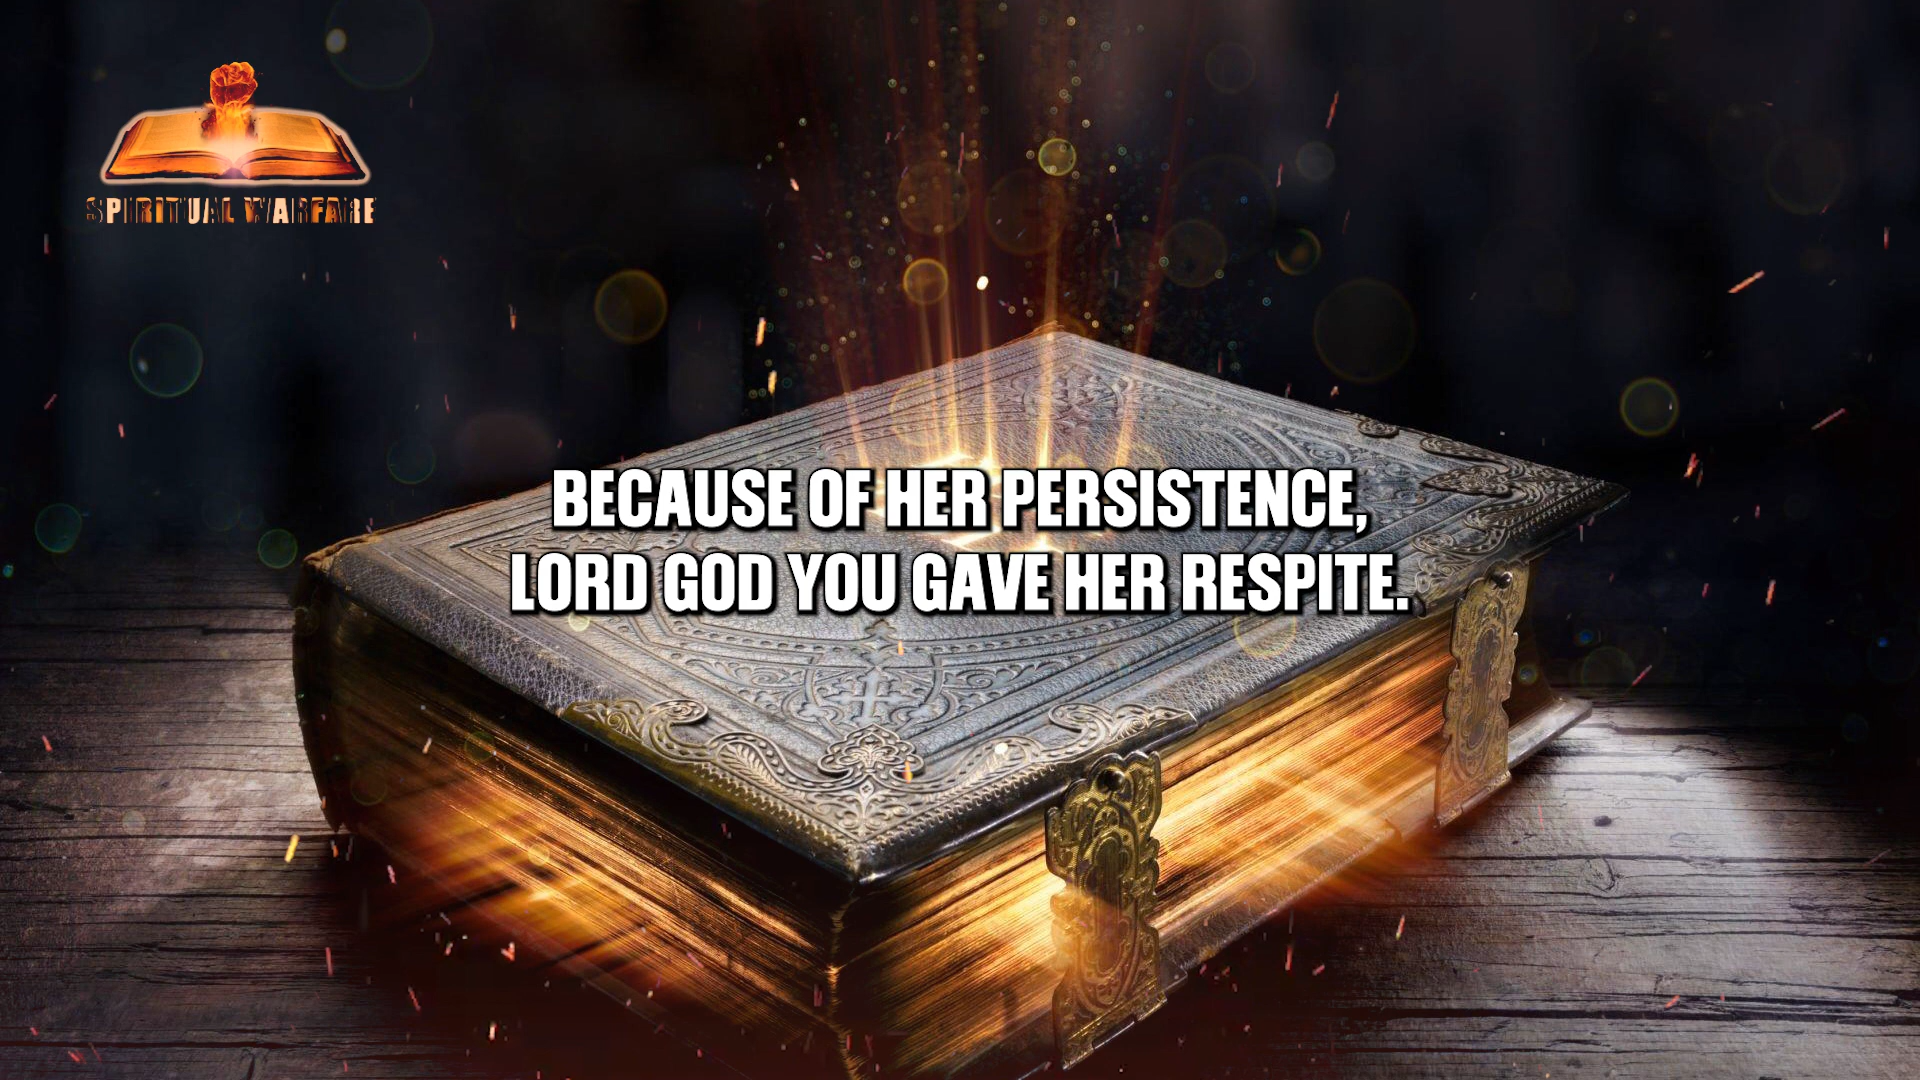 SPIRITUAL WARFARE
BECAUSE OF HER PERSISTENCE,
LORD GOD YOU GAVE HER RESPITE.